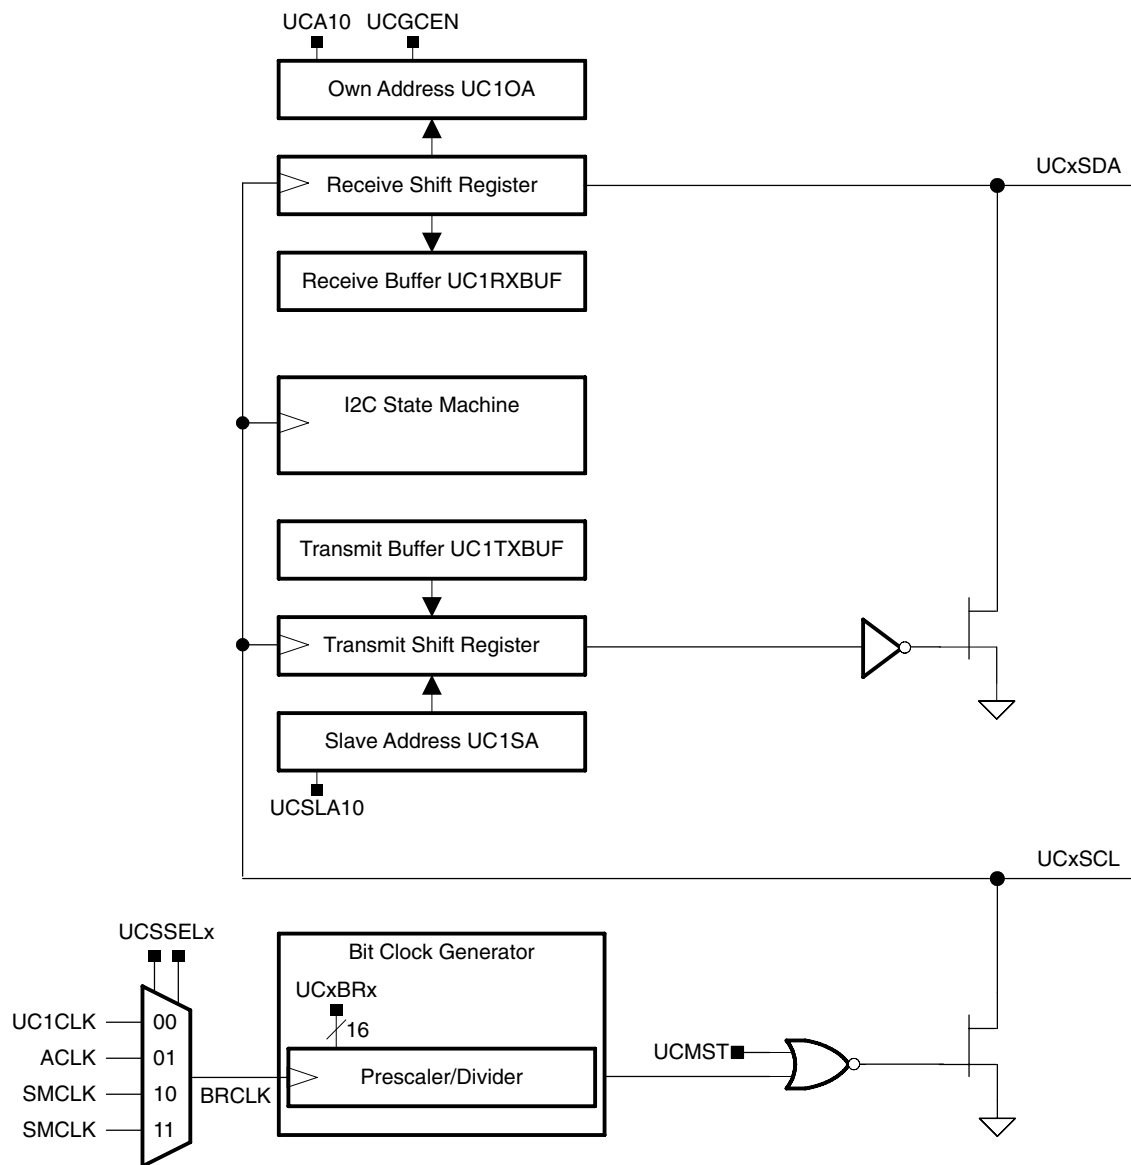 UCA10 UCGCEN
Own Address UC1OA
Receive Shift Register
UCxSDA
Receive Buffer UC1RXBUF
I2C State Machine
Transmit Buffer UC1TXBUF
Transmit Shift Register
Slave Address UC1SA
UCSLA10
UCxSCL
UCSSELx
Bit Clock Generator
UCxBRx
16
UC1CLK 00
ACLK 01
SMCLK 10
SMCLK 11
BRCLK
Prescaler/Divider
UCMST